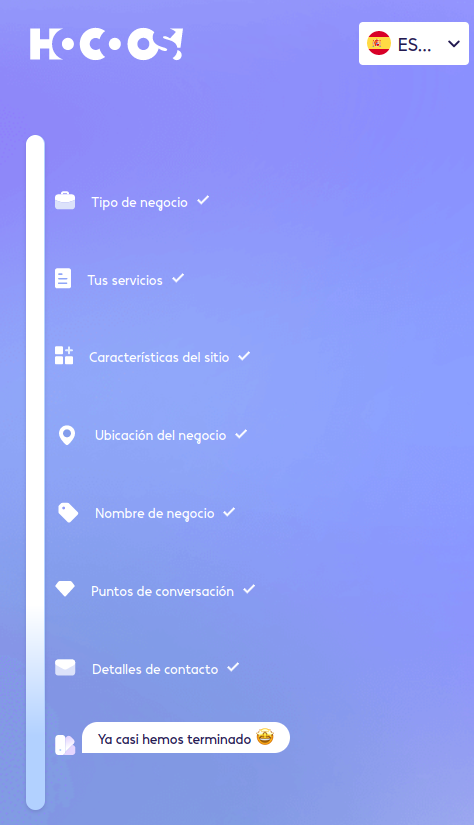 HOCOOS!
ES...
Tipo de negocio
Tus servicios
Características del sitio
Ubicación del negocio
Nombre de negocio
Puntos de conversación
Detalles de contacto
Ya casi hemos terminado 🤩